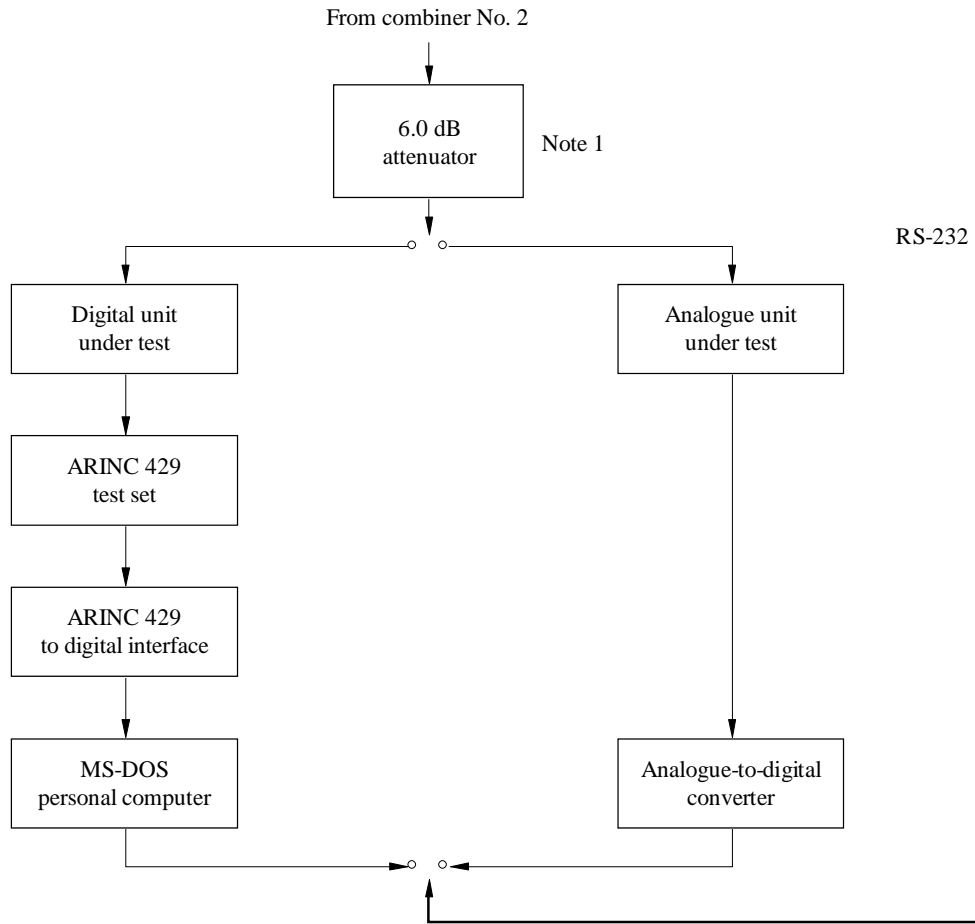 From combiner No. 2
6.0 dB
attenuator
Note 1
RS-232
Digital unit
under test
Analogue unit
under test
ARINC 429
test set
ARINC 429
to digital interface
MS-DOS
personal computer
Analogue-to-digital
converter